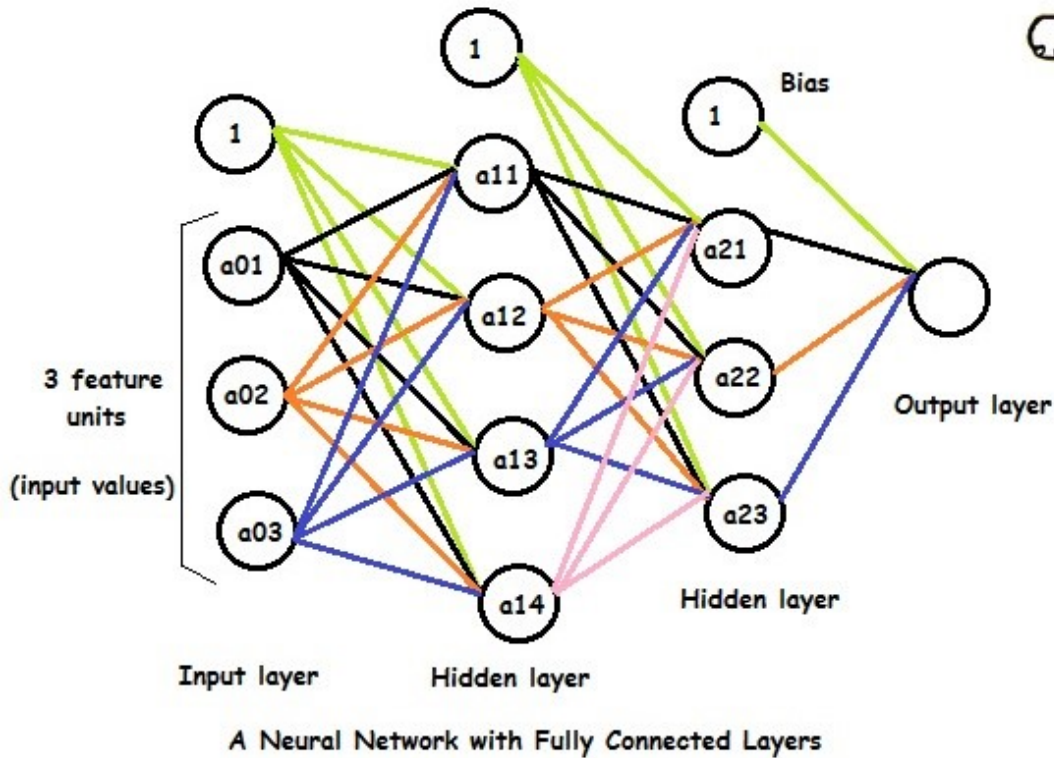 1
1
1
Bias
a11
a01
a21
a12
3 feature
units
(input values)
a02
a22
Output layer
a13
a03
a23
a14
Hidden layer
Input layer
Hidden layer
A Neural Network with Fully Connected Layers